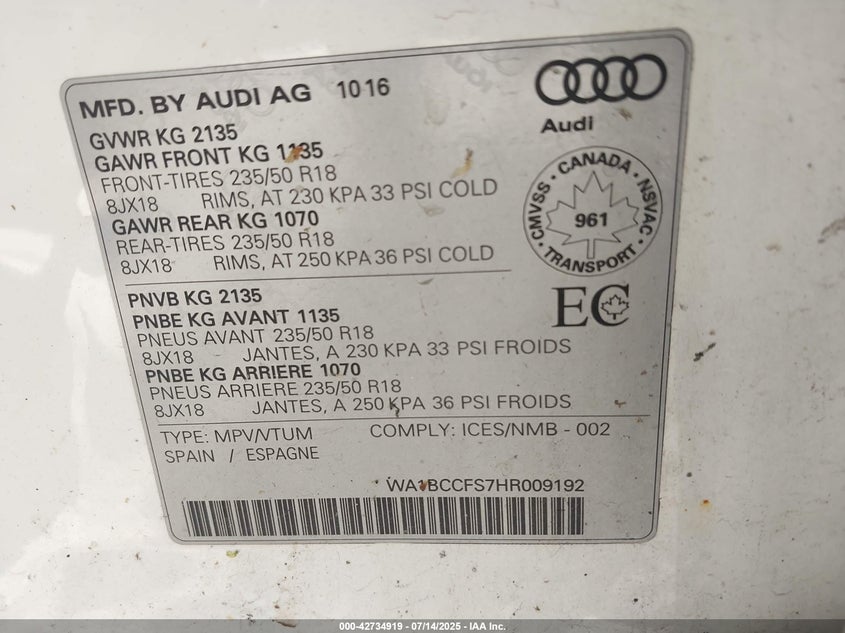 MFD. BY AUDI AG 1016
Audi
GVWR KG 2135
GAWR FRONT KG 1135
FRONT-TIRES 235/50 R18
8JX18 RIMS, AT 230 KPA 33 PSI COLD
GAWR REAR KG 1070
REAR-TIRES 235/50 R18
8JX18 RIMS, AT 250 KPA 36 PSI COLD
CMVSS · CANADA · NSVAC · TRANSPORT ·
961
EC
PNVB KG 2135
PNBE KG AVANT 1135
PNEUS AVANT 235/50 R18
8JX18 JANTES, A 230 KPA 33 PSI FROIDS
PNBE KG ARRIERE 1070
PNEUS ARRIERE 235/50 R18
8JX18 JANTES, A 250 KPA 36 PSI FROIDS
TYPE: MPV/VTUM COMPLY: ICES/NMB - 002
SPAIN / ESPAGNE
WA1BCCFS7HR009192
000-42734919 - 07/14/2025 - IAA Inc.